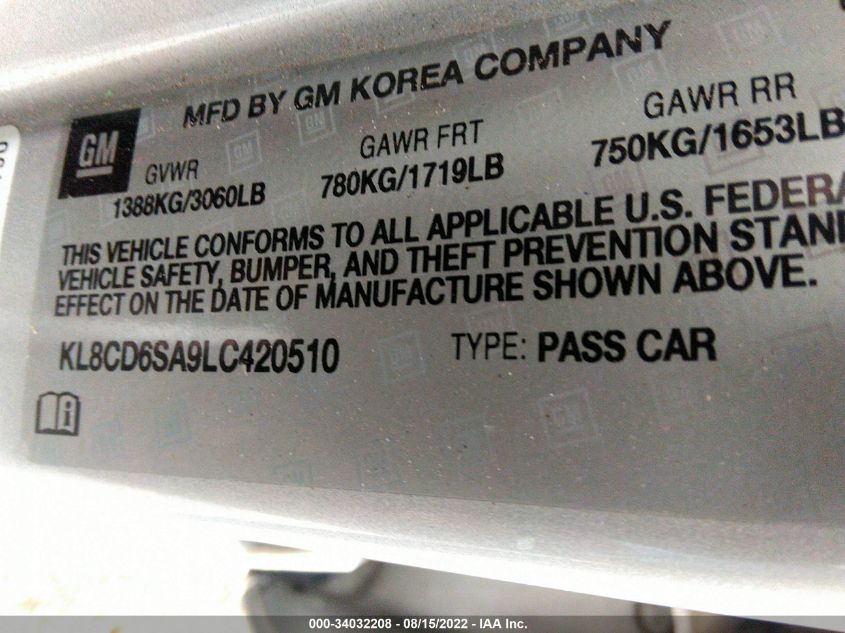 MFD BY GM KOREA COMPANY
GM
GVWR
1388KG/3060LB
GAWR FRT
780KG/1719LB
GAWR RR
750KG/1653LB
THIS VEHICLE CONFORMS TO ALL APPLICABLE U.S. FEDERA
VEHICLE SAFETY, BUMPER, AND THEFT PREVENTION STAN
EFFECT ON THE DATE OF MANUFACTURE SHOWN ABOVE.
KL8CD6SA9LC420510
TYPE: PASS CAR
000-34032208 - 08/15/2022 - IAA Inc.